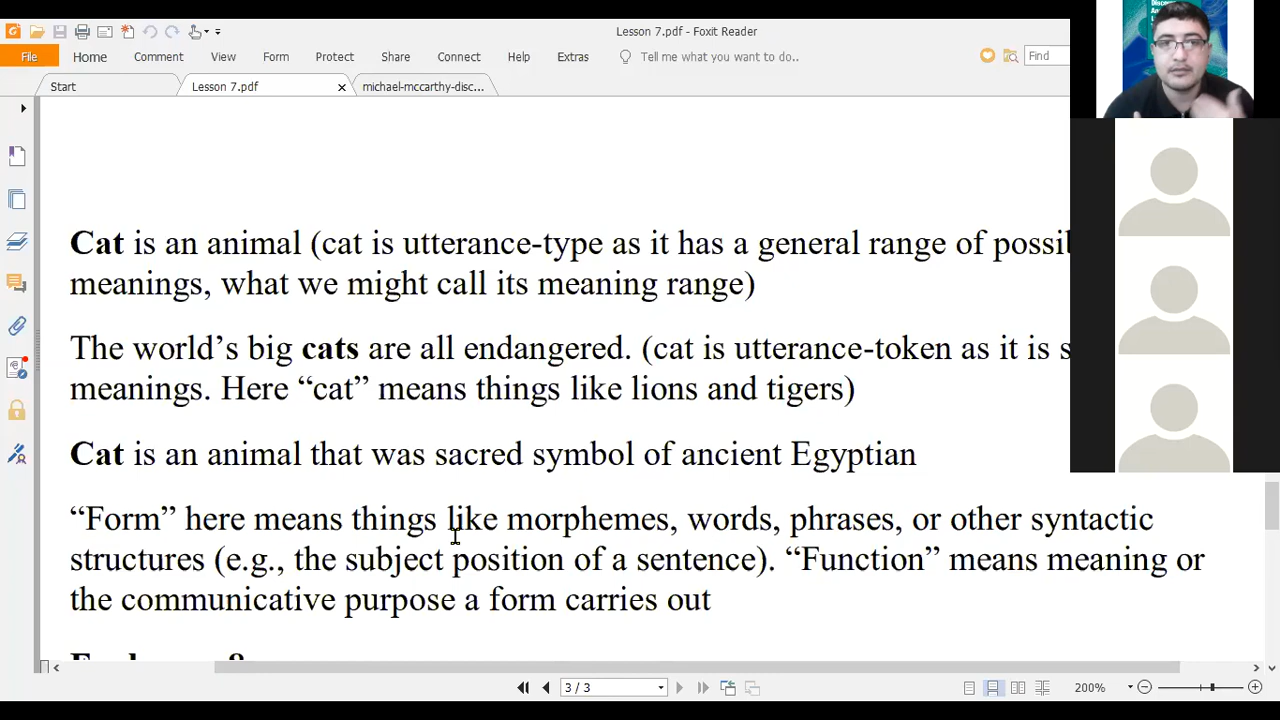 Lesson 7.pdf - Foxit Reader
File Home Comment View Form Protect Share Connect Help Extras Tell me what you want to do.. Find
Start Lesson 7.pdf michael-mccarthy-disc...
Cat is an animal (cat is utterance-type as it has a general range of
meanings, what we might call its meaning range)
The world’s big cats are all endangered. (cat is utterance-token as it is
meanings. Here “cat” means things like lions and tigers)
Cat is an animal that was sacred symbol of ancient Egyptian
“Form” here means things like morphemes, words, phrases, or other syntactic
structures (e.g., the subject position of a sentence). “Function” means meaning or
the communicative purpose a form carries out
3 / 3 200%